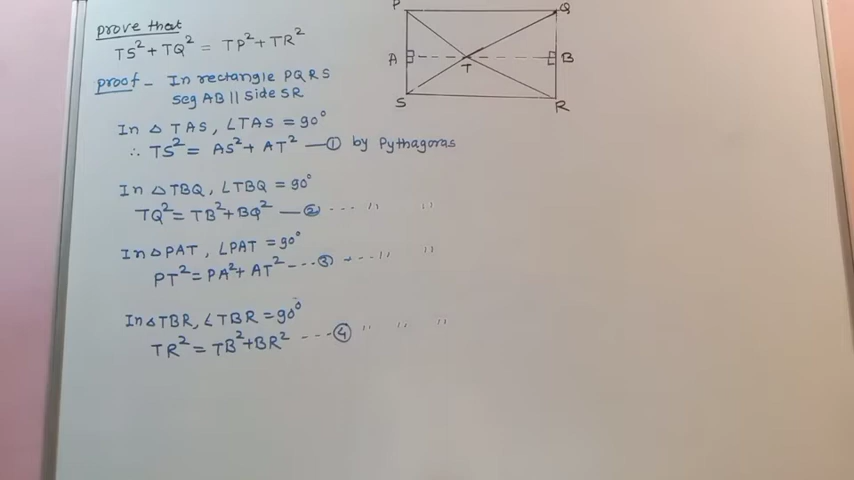 prove that
TS² + TQ² = TP² + TR²
proof - In rectangle PQRS
seg AB || side SR
In △ TAS, ∠TAS = 90°
∴ TS² = AS² + AT² — ① by Pythagoras
In △TBQ, ∠TBQ = 90°
TQ² = TB² + BQ² — ② --- '' ''
In △PAT, ∠PAT = 90°
PT² = PA² + AT² --- ③ --- '' ''
In △TBR, ∠TBR = 90°
TR² = TB² + BR² ---- ④ '' '' ''
P Q
A T B
S R